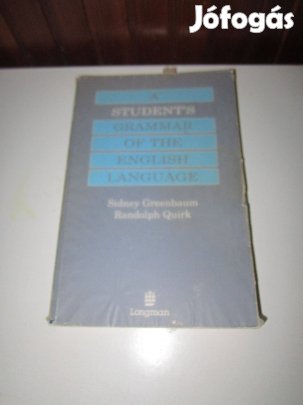 Jófogás
A
STUDENT'S
GRAMMAR
OF THE
ENGLISH
LANGUAGE
Sidney Greenbaum
Randolph Quirk
Longman